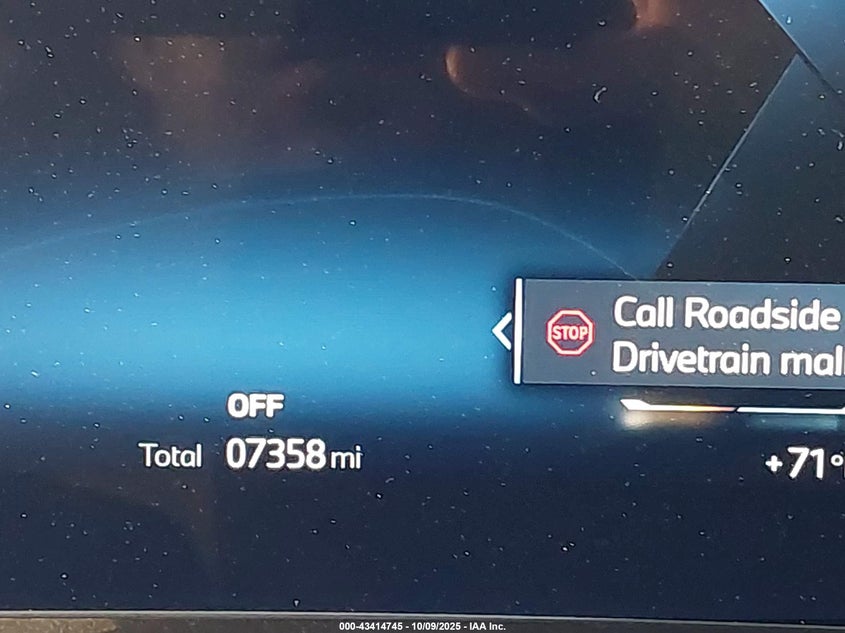 STOP
Call Roadside
Drivetrain mal
OFF
Total 07358 mi
+71°
000-43414745 - 10/09/2025 - IAA Inc.